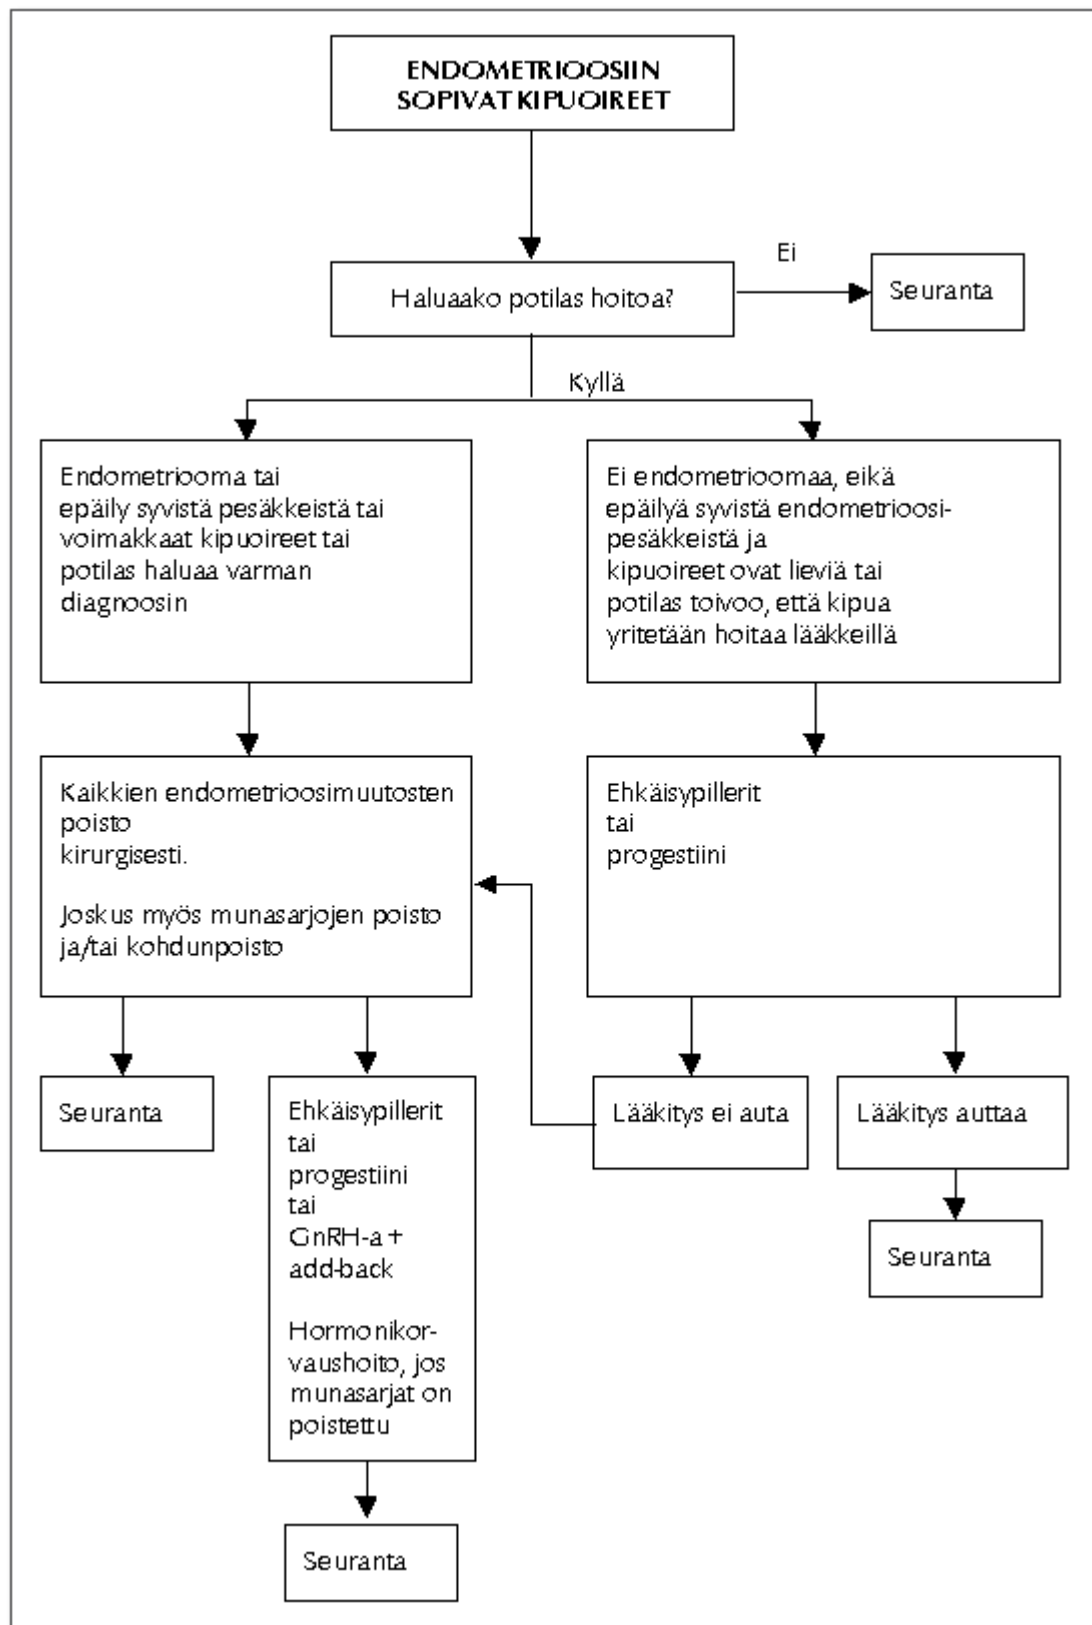 ENDOMETRIOOSIIN
SOPIVAT KIPUOIREET
Ei
Haluaako potilas hoitoa?
Seuranta
Kyllä
Endometriooma tai
epäily syvistä pesäkkeistä tai
voimakkaat kipuoireet tai
potilas haluaa varman
diagnoosin
Ei endometrioomaa, eikä
epäilyä syvistä endometrioosi-
pesäkkeistä ja
kipuoireet ovat lieviä tai
potilas toivoo, että kipua
yritetään hoitaa lääkkeillä
Kaikkien endometrioosimuutosten
poisto
kirurgisesti.
Joskus myös munasarjojen poisto
ja/tai kohdunpoisto
Ehkäisypillerit
tai
progestiini
Seuranta
Ehkäisypillerit
tai
progestiini
tai
GnRH-a +
add-back
Hormonikor-
vaushoito, jos
munasarjat on
poistettu
Lääkitys ei auta
Lääkitys auttaa
Seuranta
Seuranta